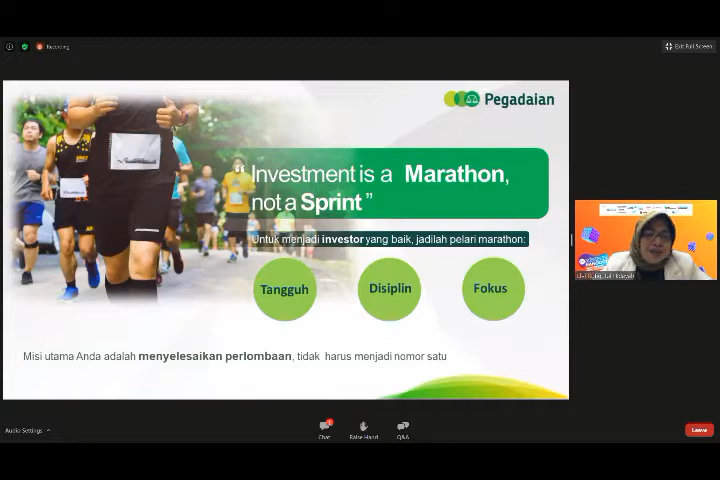 Recording
Exit Full Screen
Pegadaian
“ Investment is a Marathon,
not a Sprint ”
Untuk menjadi investor yang baik, jadilah pelari marathon:
Tangguh
Disiplin
Fokus
Misi utama Anda adalah menyelesaikan perlombaan, tidak harus menjadi nomor satu
Audio Settings
Chat
Raise Hand
Q&A
Leave